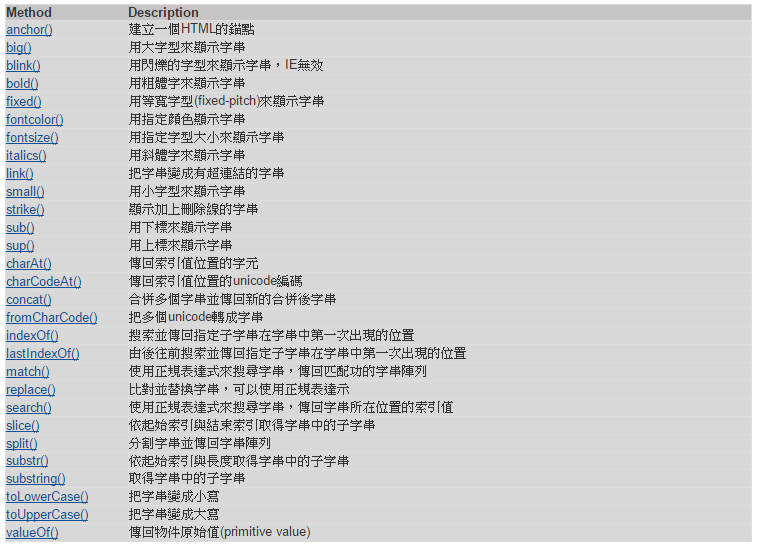 Method Description
anchor() 建立一個HTML的錨點
big() 用大字型來顯示字串
blink() 用閃爍的字型來顯示字串，IE無效
bold() 用粗體字來顯示字串
fixed() 用等寬字型(fixed-pitch)來顯示字串
fontcolor() 用指定顏色顯示字串
fontsize() 用指定字型大小來顯示字串
italics() 用斜體字來顯示字串
link() 把字串變成有超連結的字串
small() 用小字型來顯示字串
strike() 顯示加上刪除線的字串
sub() 用下標來顯示字串
sup() 用上標來顯示字串
charAt() 傳回索引值位置的字元
charCodeAt() 傳回索引值位置的unicode編碼
concat() 合併多個字串並傳回新的合併後字串
fromCharCode() 把多個unicode轉成字串
indexOf() 搜索並傳回指定子字串在字串中第一次出現的位置
lastIndexOf() 由後往前搜索並傳回指定子字串在字串中第一次出現的位置
match() 使用正規表達式來搜尋字串，傳回匹配功的字串陣列
replace() 比對並替換字串，可以使用正規表達示
search() 使用正規表達式來搜尋字串，傳回字串所在位置的索引值
slice() 依起始索引與結束索引取得字串中的子字串
split() 分割字串並傳回字串陣列
substr() 依起始索引與長度取得字串中的子字串
substring() 取得字串中的子字串
toLowerCase() 把字串變成小寫
toUpperCase() 把字串變成大寫
valueOf() 傳回物件原始值(primitive value)